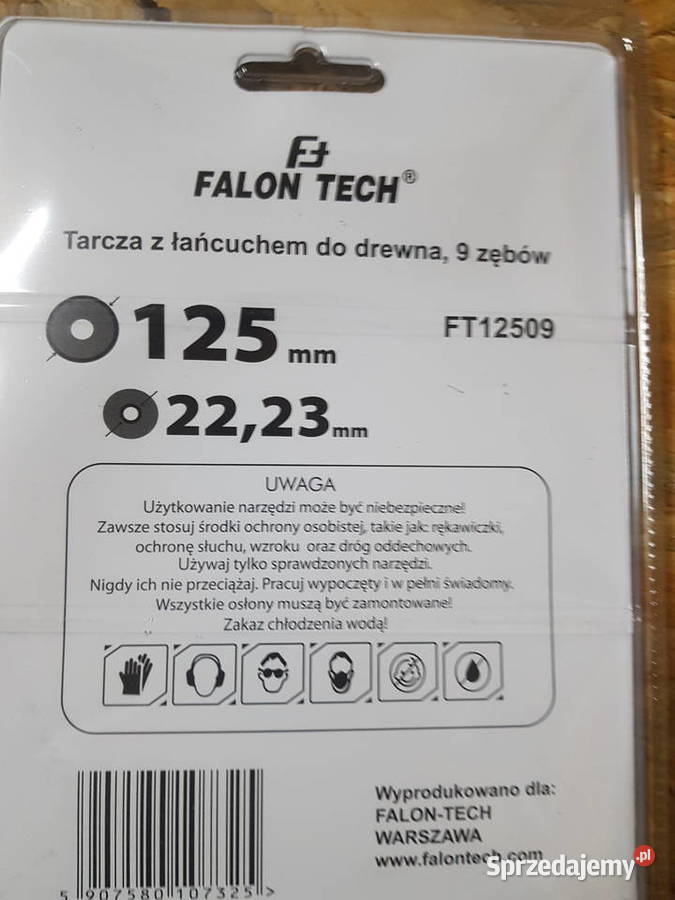 Ft
FALON TECH®
Tarcza z łańcuchem do drewna, 9 zębów
125 mm
FT12509
22,23mm
UWAGA
Użytkowanie narzędzi może być niebezpieczne!
Zawsze stosuj środki ochrony osobistej, takie jak: rękawiczki,
ochronę słuchu, wzroku oraz dróg oddechowych.
Używaj tylko sprawdzonych narzędzi.
Nigdy ich nie przeciążaj. Pracuj wypoczęty i w pełni świadomy.
Wszystkie osłony muszą być zamontowane!
Zakaz chłodzenia wodą!
Wyprodukowano dla:
FALON-TECH
WARSZAWA
www.falontech.com
Sprzedajemy.pl
5 907580 107325 >